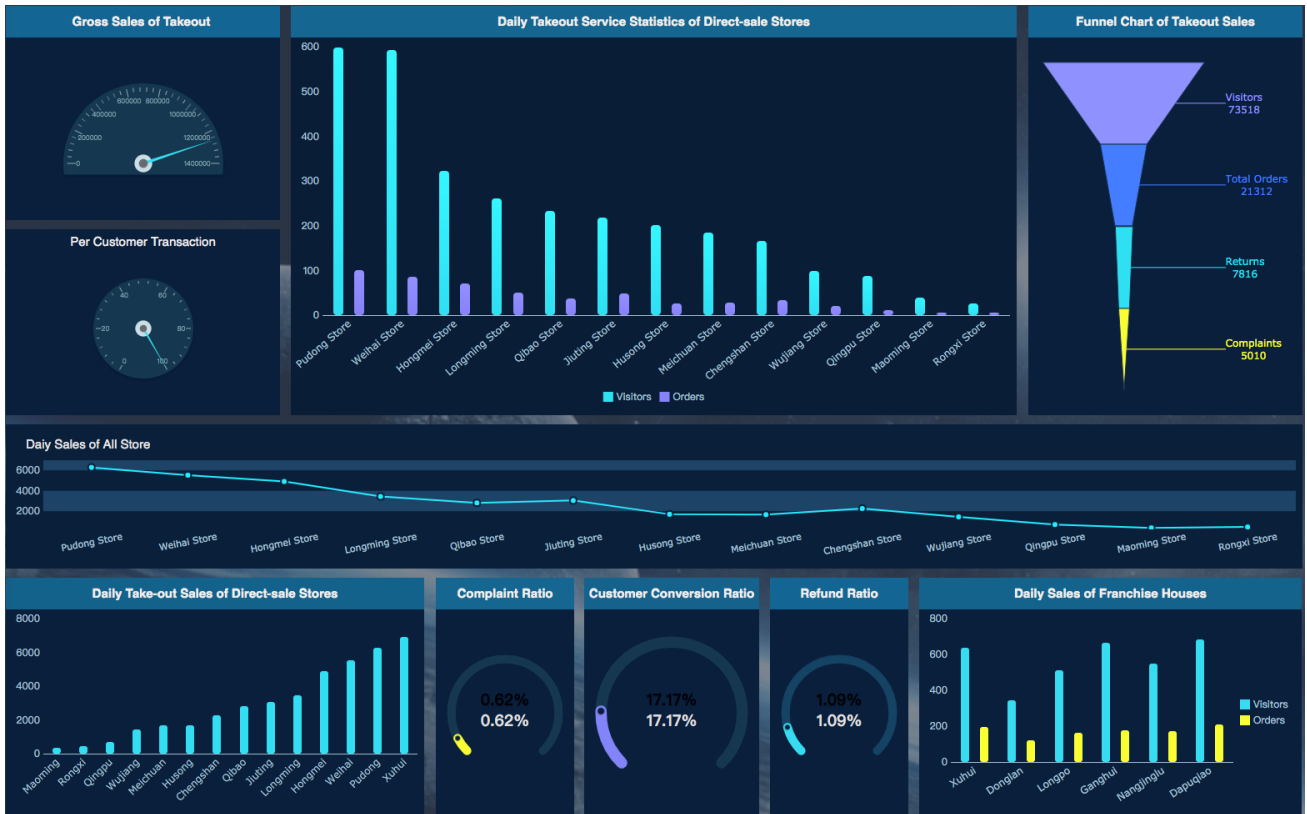 Gross Sales of Takeout
0
200000
400000
600000
800000
1000000
1200000
1400000
Per Customer Transaction
0
20
40
60
80
100
Daily Takeout Service Statistics of Direct-sale Stores
600
500
400
300
200
100
0
Pudong Store
Weihai Store
Hongmei Store
Longming Store
Qibao Store
Jiuting Store
Husong Store
Meichuan Store
Chengshan Store
Wujiang Store
Qingpu Store
Maoming Store
Rongxi Store
Visitors
Orders
Funnel Chart of Takeout Sales
Visitors
73518
Total Orders
21312
Returns
7816
Complaints
5010
Daiy Sales of All Store
6000
4000
2000
Pudong Store
Weihai Store
Hongmei Store
Longming Store
Qibao Store
Jiuting Store
Husong Store
Meichuan Store
Chengshan Store
Wujiang Store
Qingpu Store
Maoming Store
Rongxi Store
Daily Take-out Sales of Direct-sale Stores
8000
6000
4000
2000
0
Maoming
Rongxi
Qingpu
Wujiang
Meichuan
Husong
Chengshan
Qibao
Jiuting
Longming
Hongmei
Weihai
Pudong
Xuhui
Complaint Ratio
0.62%
0.62%
Customer Conversion Ratio
17.17%
17.17%
Refund Ratio
1.09%
1.09%
Daily Sales of Franchise Houses
800
600
400
200
0
Xuhui
Donglan
Longpo
Ganghui
Nangjinglu
Dapuqiao
Visitors
Orders